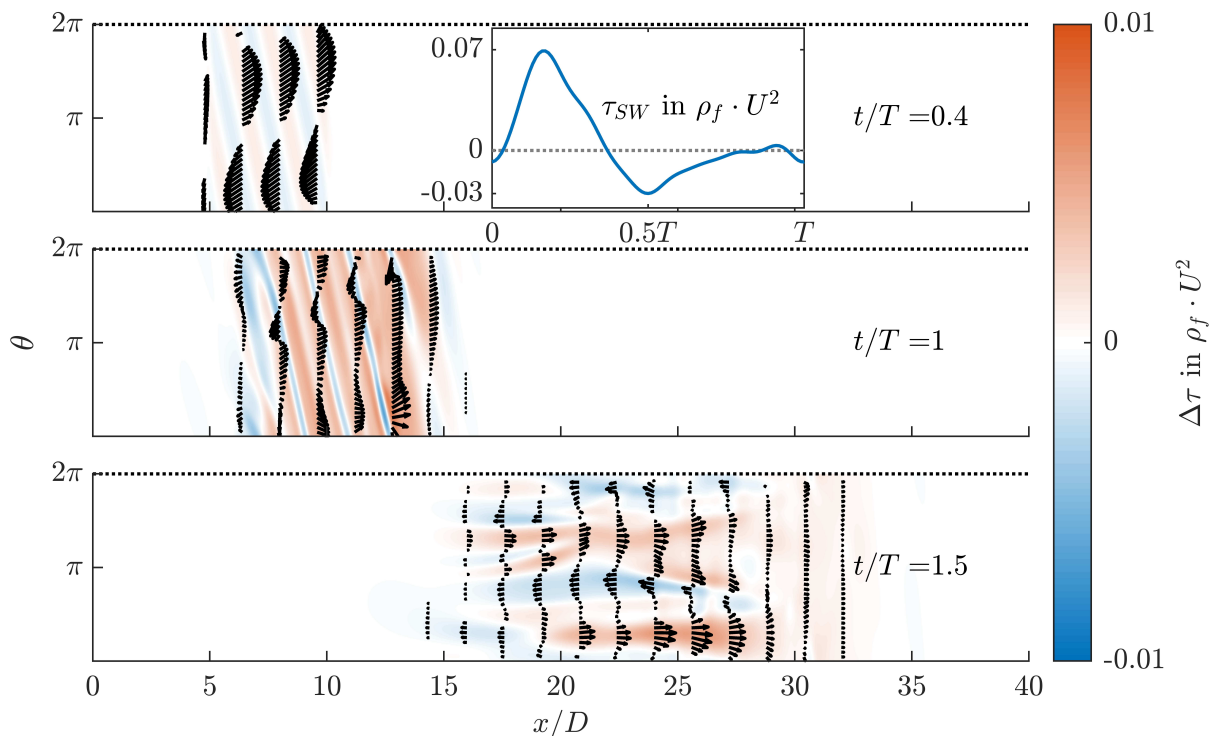 2π
π
0.07
0
-0.03
τ_SW in ρ_f · U²
0 0.5T T
t/T =0.4
0.01
0
-0.01
Δτ in ρ_f · U²
2π
π
θ
t/T =1
2π
π
t/T =1.5
0 5 10 15 20 25 30 35 40
x/D